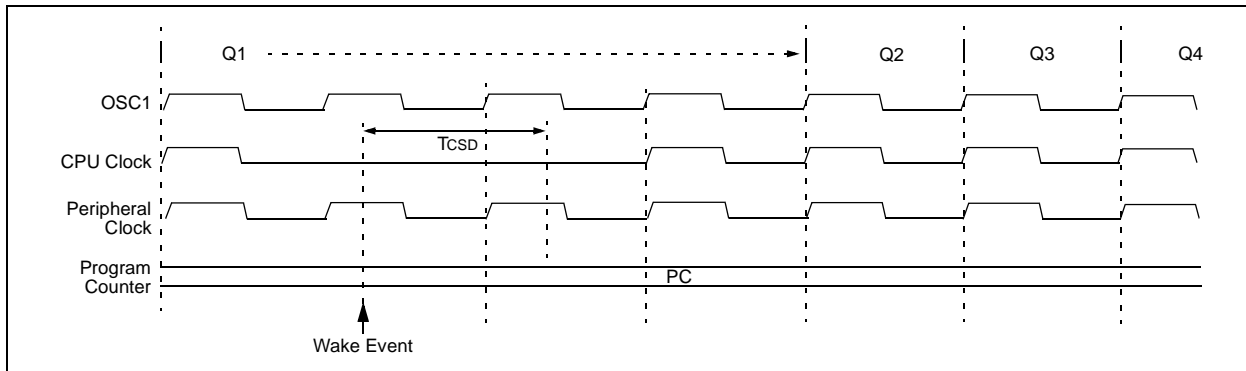 Q1
Q2
Q3
Q4
OSC1
TCSD
CPU Clock
Peripheral
Clock
Program
Counter
PC
Wake Event